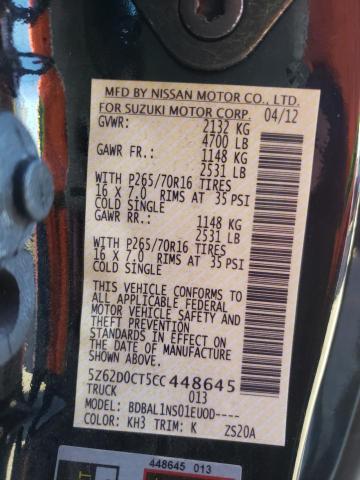 MFD BY NISSAN MOTOR CO., LTD.
FOR SUZUKI MOTOR CORP. 04/12
GVWR: 2132 KG
4700 LB
GAWR FR.: 1148 KG
2531 LB
WITH P265/70R16 TIRES
16 X 7.0 RIMS AT 35 PSI
COLD SINGLE
GAWR RR.: 1148 KG
2531 LB
WITH P265/70R16 TIRES
16 X 7.0 RIMS AT 35 PSI
COLD SINGLE
THIS VEHICLE CONFORMS TO
ALL APPLICABLE FEDERAL
MOTOR VEHICLE SAFETY AND
THEFT PREVENTION
STANDARDS IN EFFECT ON
THE DATE OF MANUFACTURE
SHOWN ABOVE.
5Z62D0CT5CC448645
TRUCK 013
MODEL: BDBAL1NS01EUOD----
COLOR: KH3 TRIM: K ZS20A
448645 013